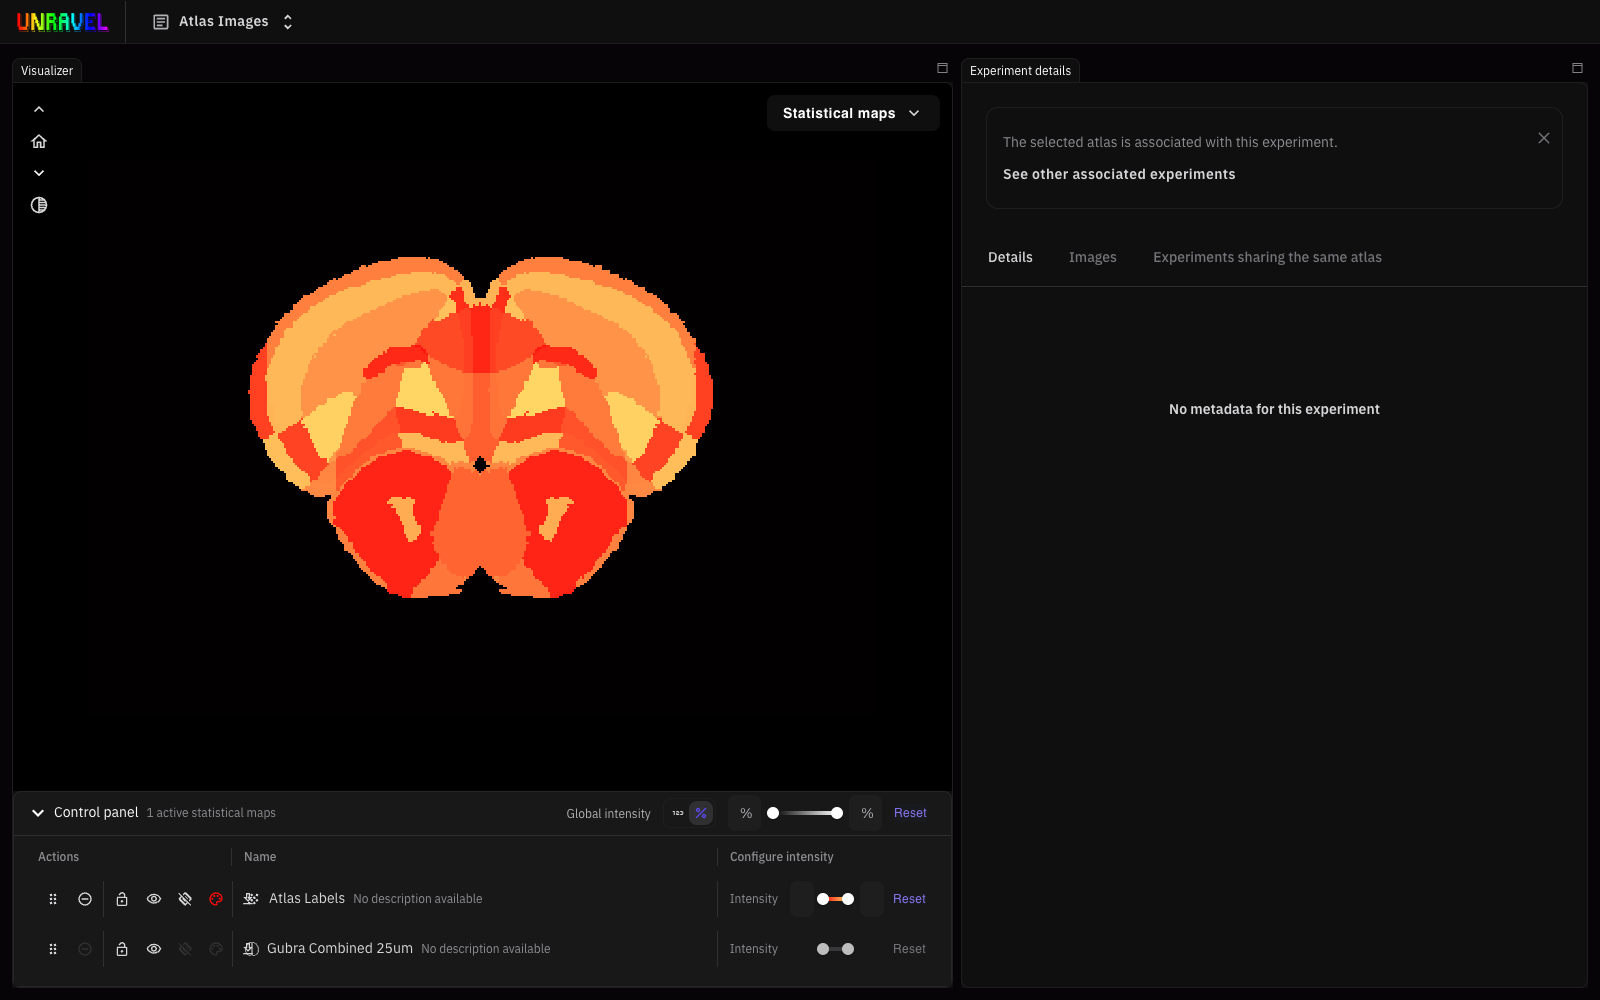 UNRAVEL
Atlas Images
Visualizer
Statistical maps
Control panel 1 active statistical maps
Global intensity 123 % % % Reset
Actions Name Configure intensity
Atlas Labels No description available Intensity Reset
Gubra Combined 25um No description available Intensity Reset
Experiment details
The selected atlas is associated with this experiment.
See other associated experiments
Details Images Experiments sharing the same atlas
No metadata for this experiment